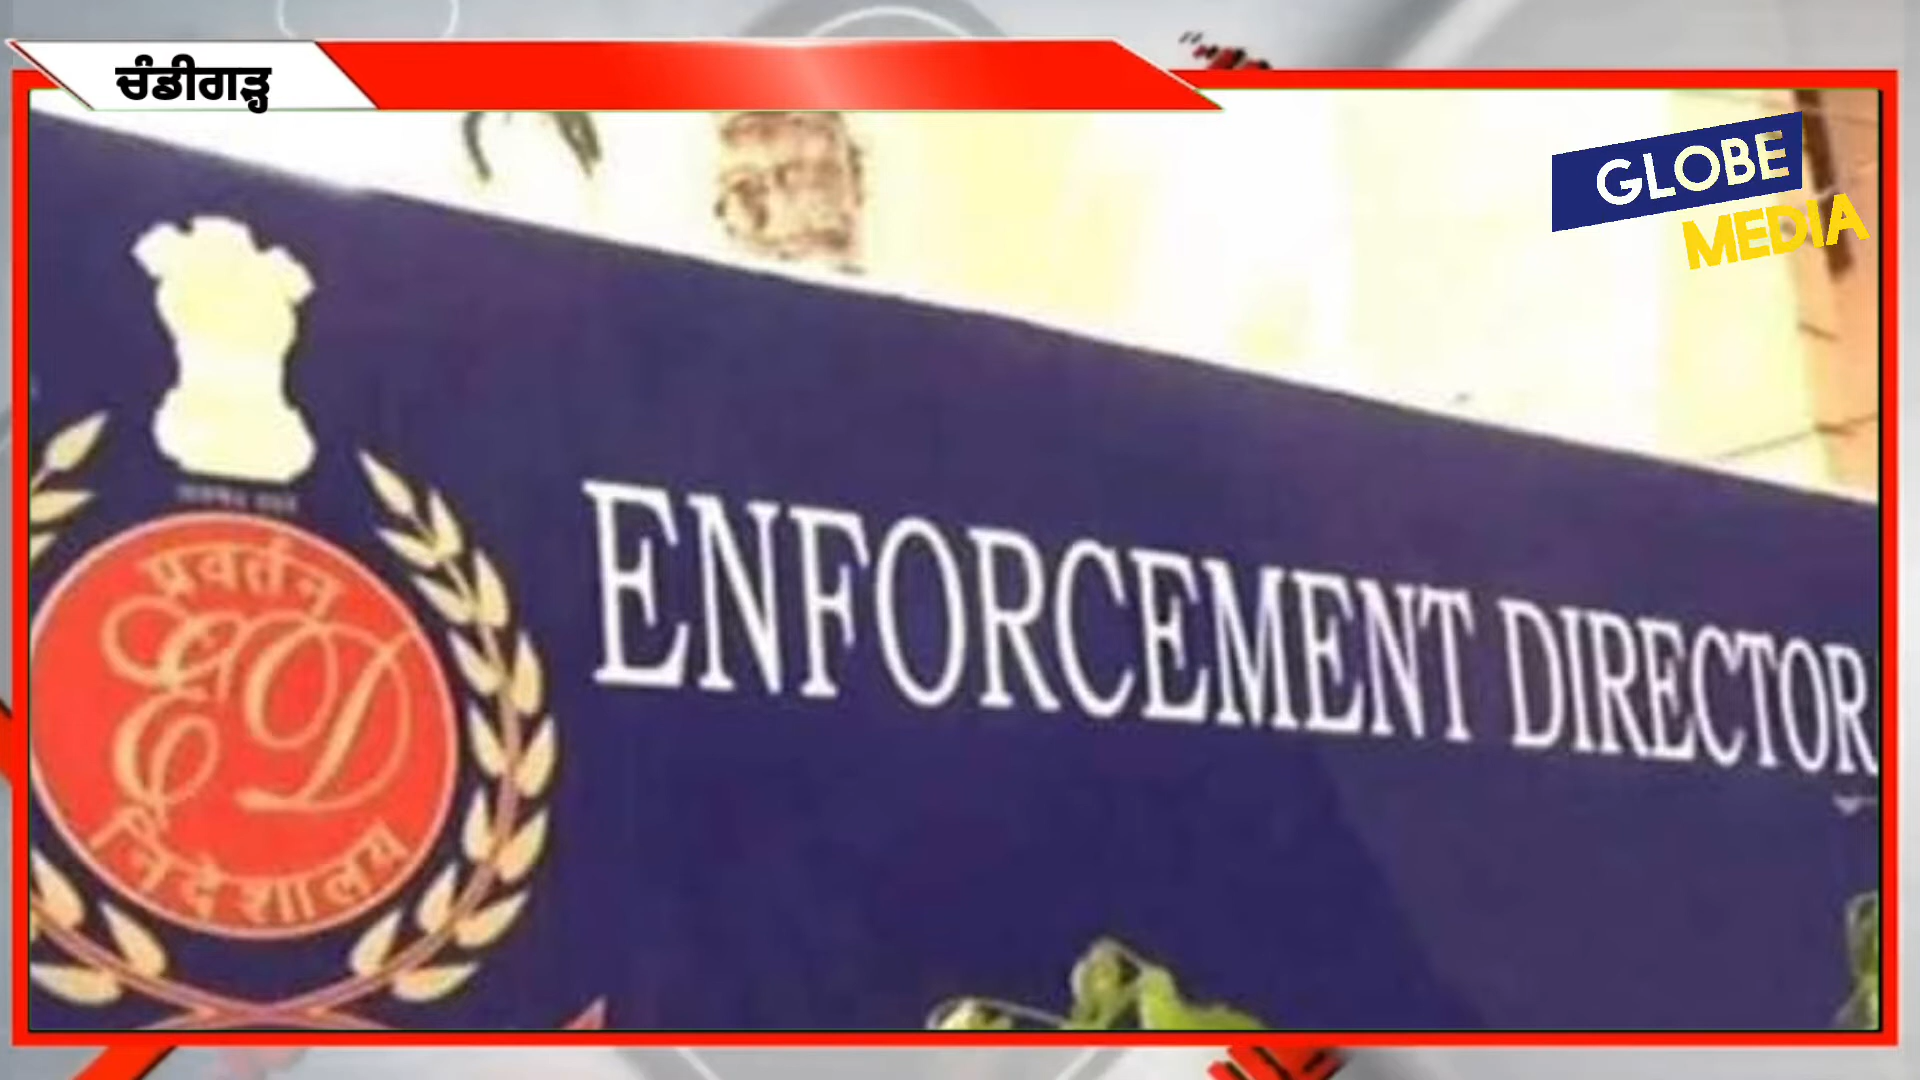 ਚੰਡੀਗੜ੍ਹ
GLOBE
MEDIA
प्रवर्तन
ED
निदेशालय
ENFORCEMENT DIRECTOR